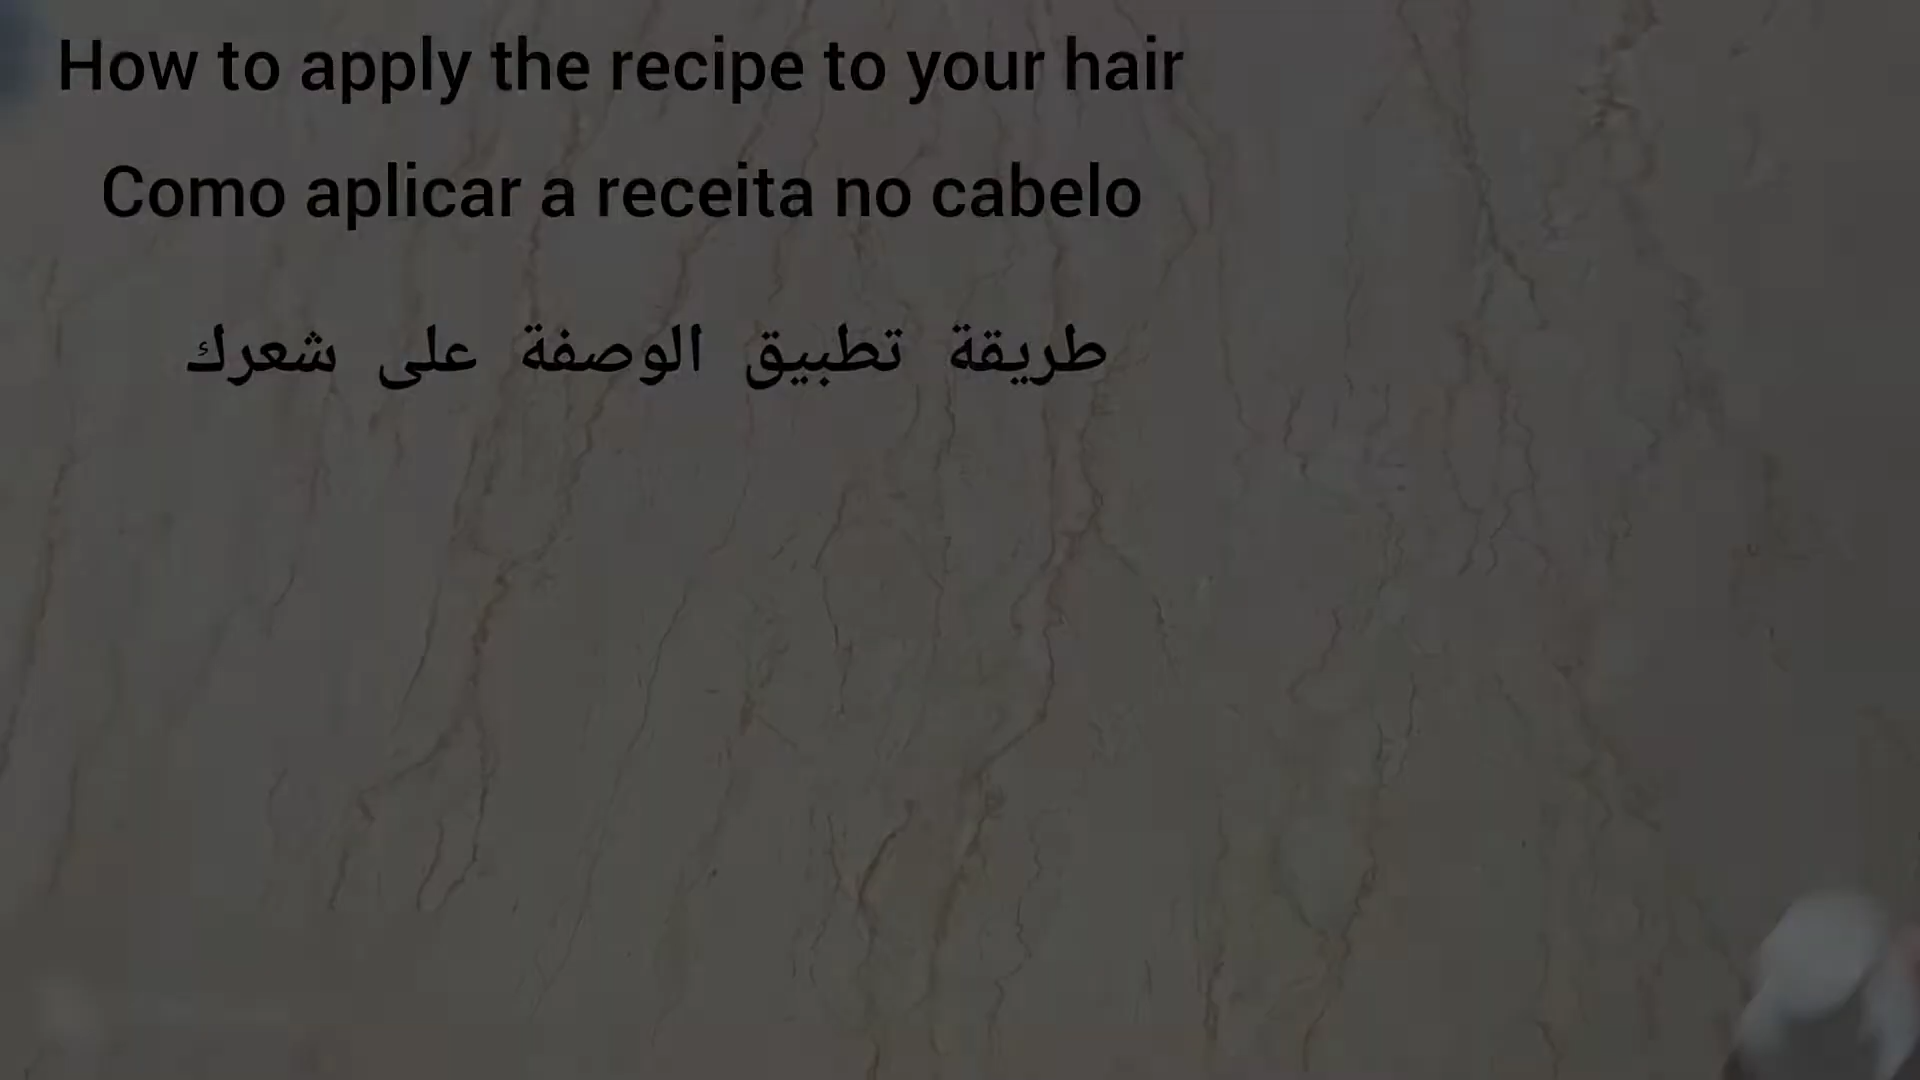 How to apply the recipe to your hair
Como aplicar a receita no cabelo
طريقة تطبيق الوصفة على شعرك